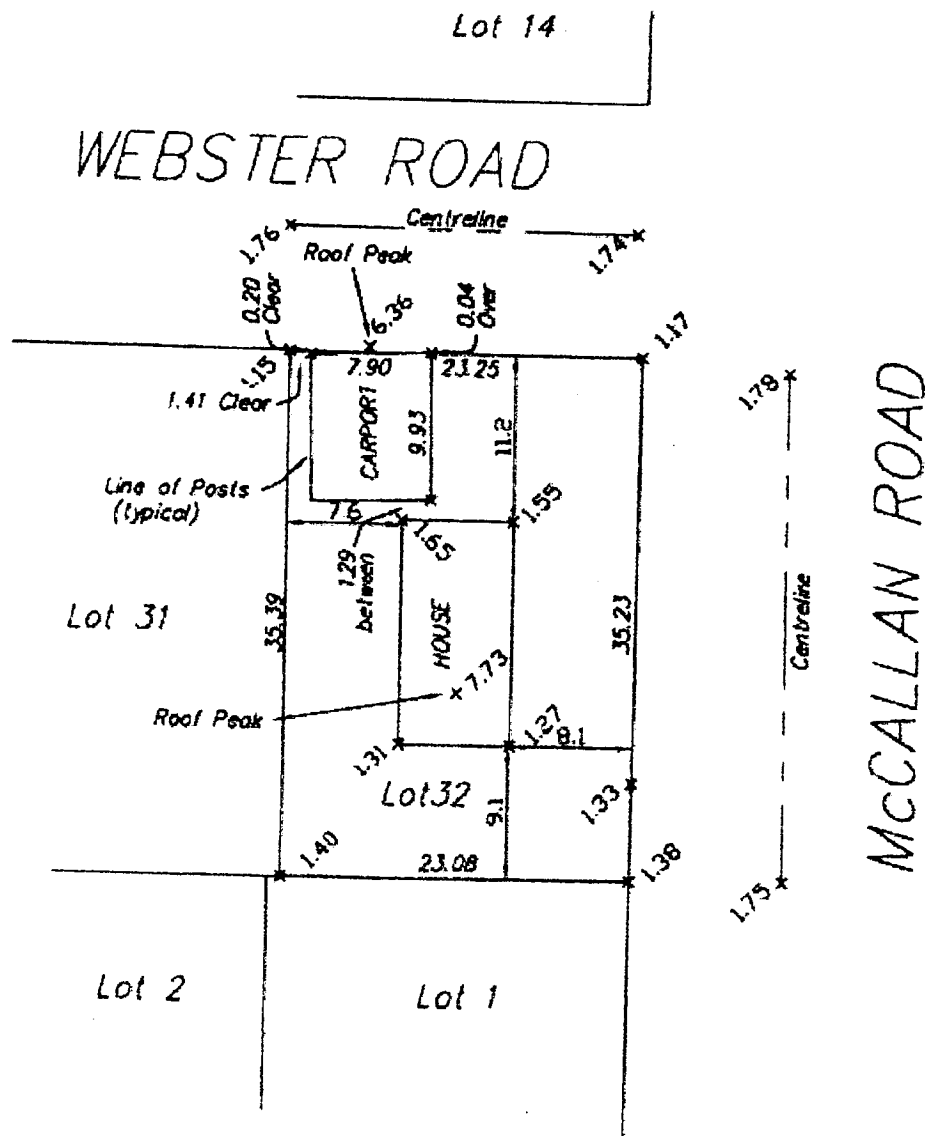 Lot 14
WEBSTER ROAD
Centreline
1.76
1.74
Roof Peak
0.20
Clear
6.36
0.04
Over
1.17
1.15
7.90
23.25
1.78
1.41 Clear
CARPORT
9.93
11.2
McCALLAN ROAD
Line of Posts
(typical)
7.6
1.55
1.65
1.29
between
Lot 31
35.39
HOUSE
35.23
Centreline
7.73
Roof Peak
1.27
8.1
1.31
Lot32
9.1
1.33
1.40
23.08
1.38
1.75
Lot 2
Lot 1